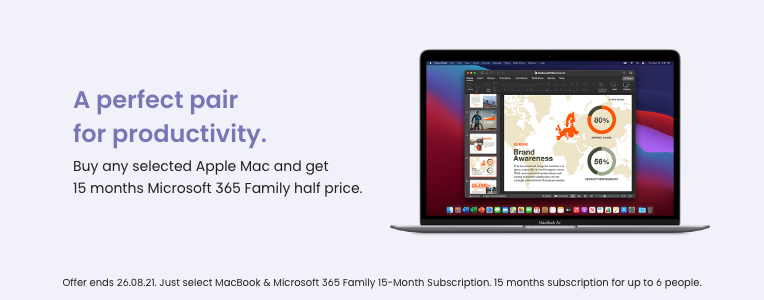 A perfect pair
for productivity.
Buy any selected Apple Mac and get
15 months Microsoft 365 Family half price.
80%
EUROPE
Brand
Awareness
56%
MacBook Air
Offer ends 26.08.21. Just select MacBook & Microsoft 365 Family 15-Month Subscription. 15 months subscription for up to 6 people.